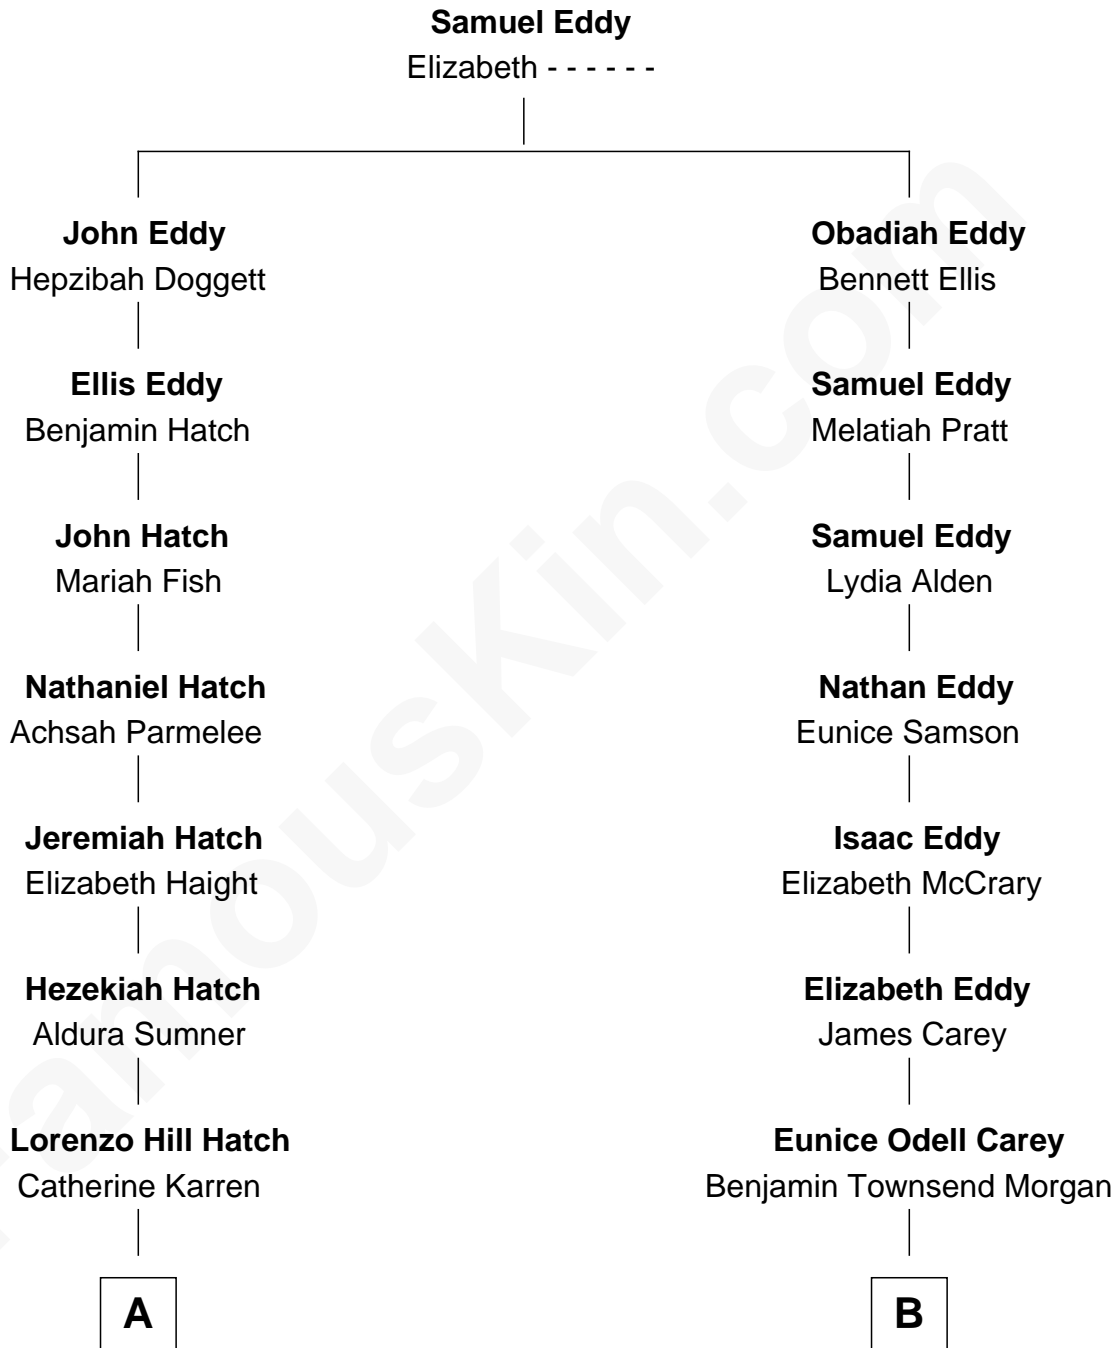 Samuel Eddy
Elizabeth - - - - - -
John Eddy
Hepzibah Doggett
Obadiah Eddy
Bennett Ellis
Ellis Eddy
Benjamin Hatch
Samuel Eddy
Melatiah Pratt
John Hatch
Mariah Fish
Samuel Eddy
Lydia Alden
Nathaniel Hatch
Achsah Parmelee
Nathan Eddy
Eunice Samson
Jeremiah Hatch
Elizabeth Haight
Isaac Eddy
Elizabeth McCrary
Hezekiah Hatch
Aldura Sumner
Elizabeth Eddy
James Carey
Lorenzo Hill Hatch
Catherine Karren
Eunice Odell Carey
Benjamin Townsend Morgan
A
B
FamousKin.com